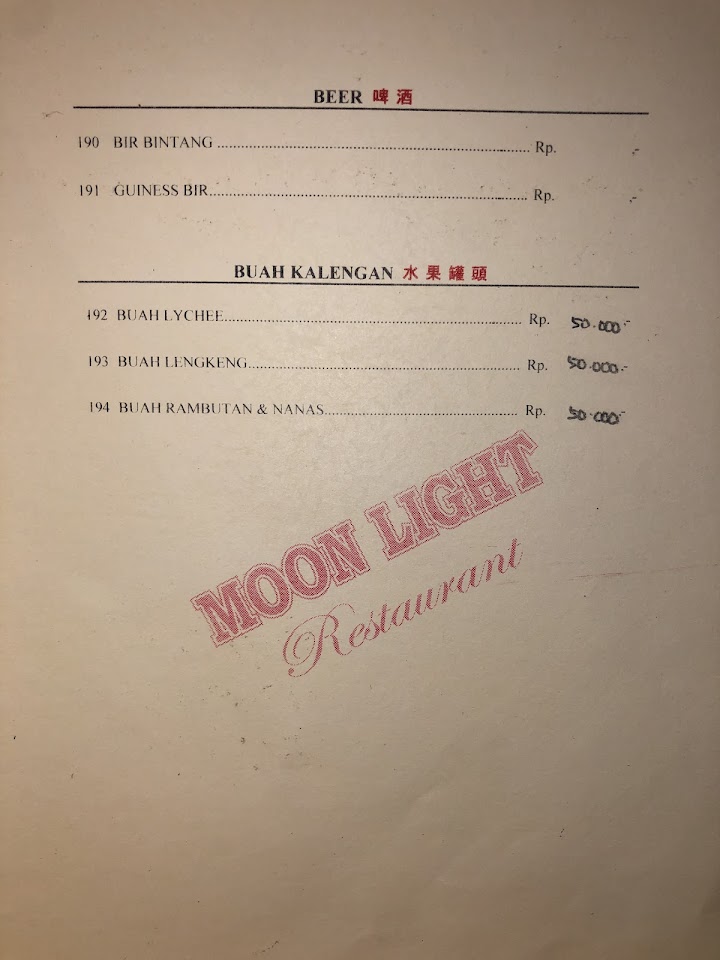 BEER 啤酒
190 BIR BINTANG ........................................................ Rp. .-
191 GUINESS BIR......................................................... Rp. .-
BUAH KALENGAN 水果罐頭
192 BUAH LYCHEE...................................................... Rp. 50.000.-
193 BUAH LENGKENG................................................. Rp. 50.000.-
194 BUAH RAMBUTAN & NANAS................................... Rp. 50.000.-
MOON LIGHT
Restaurant